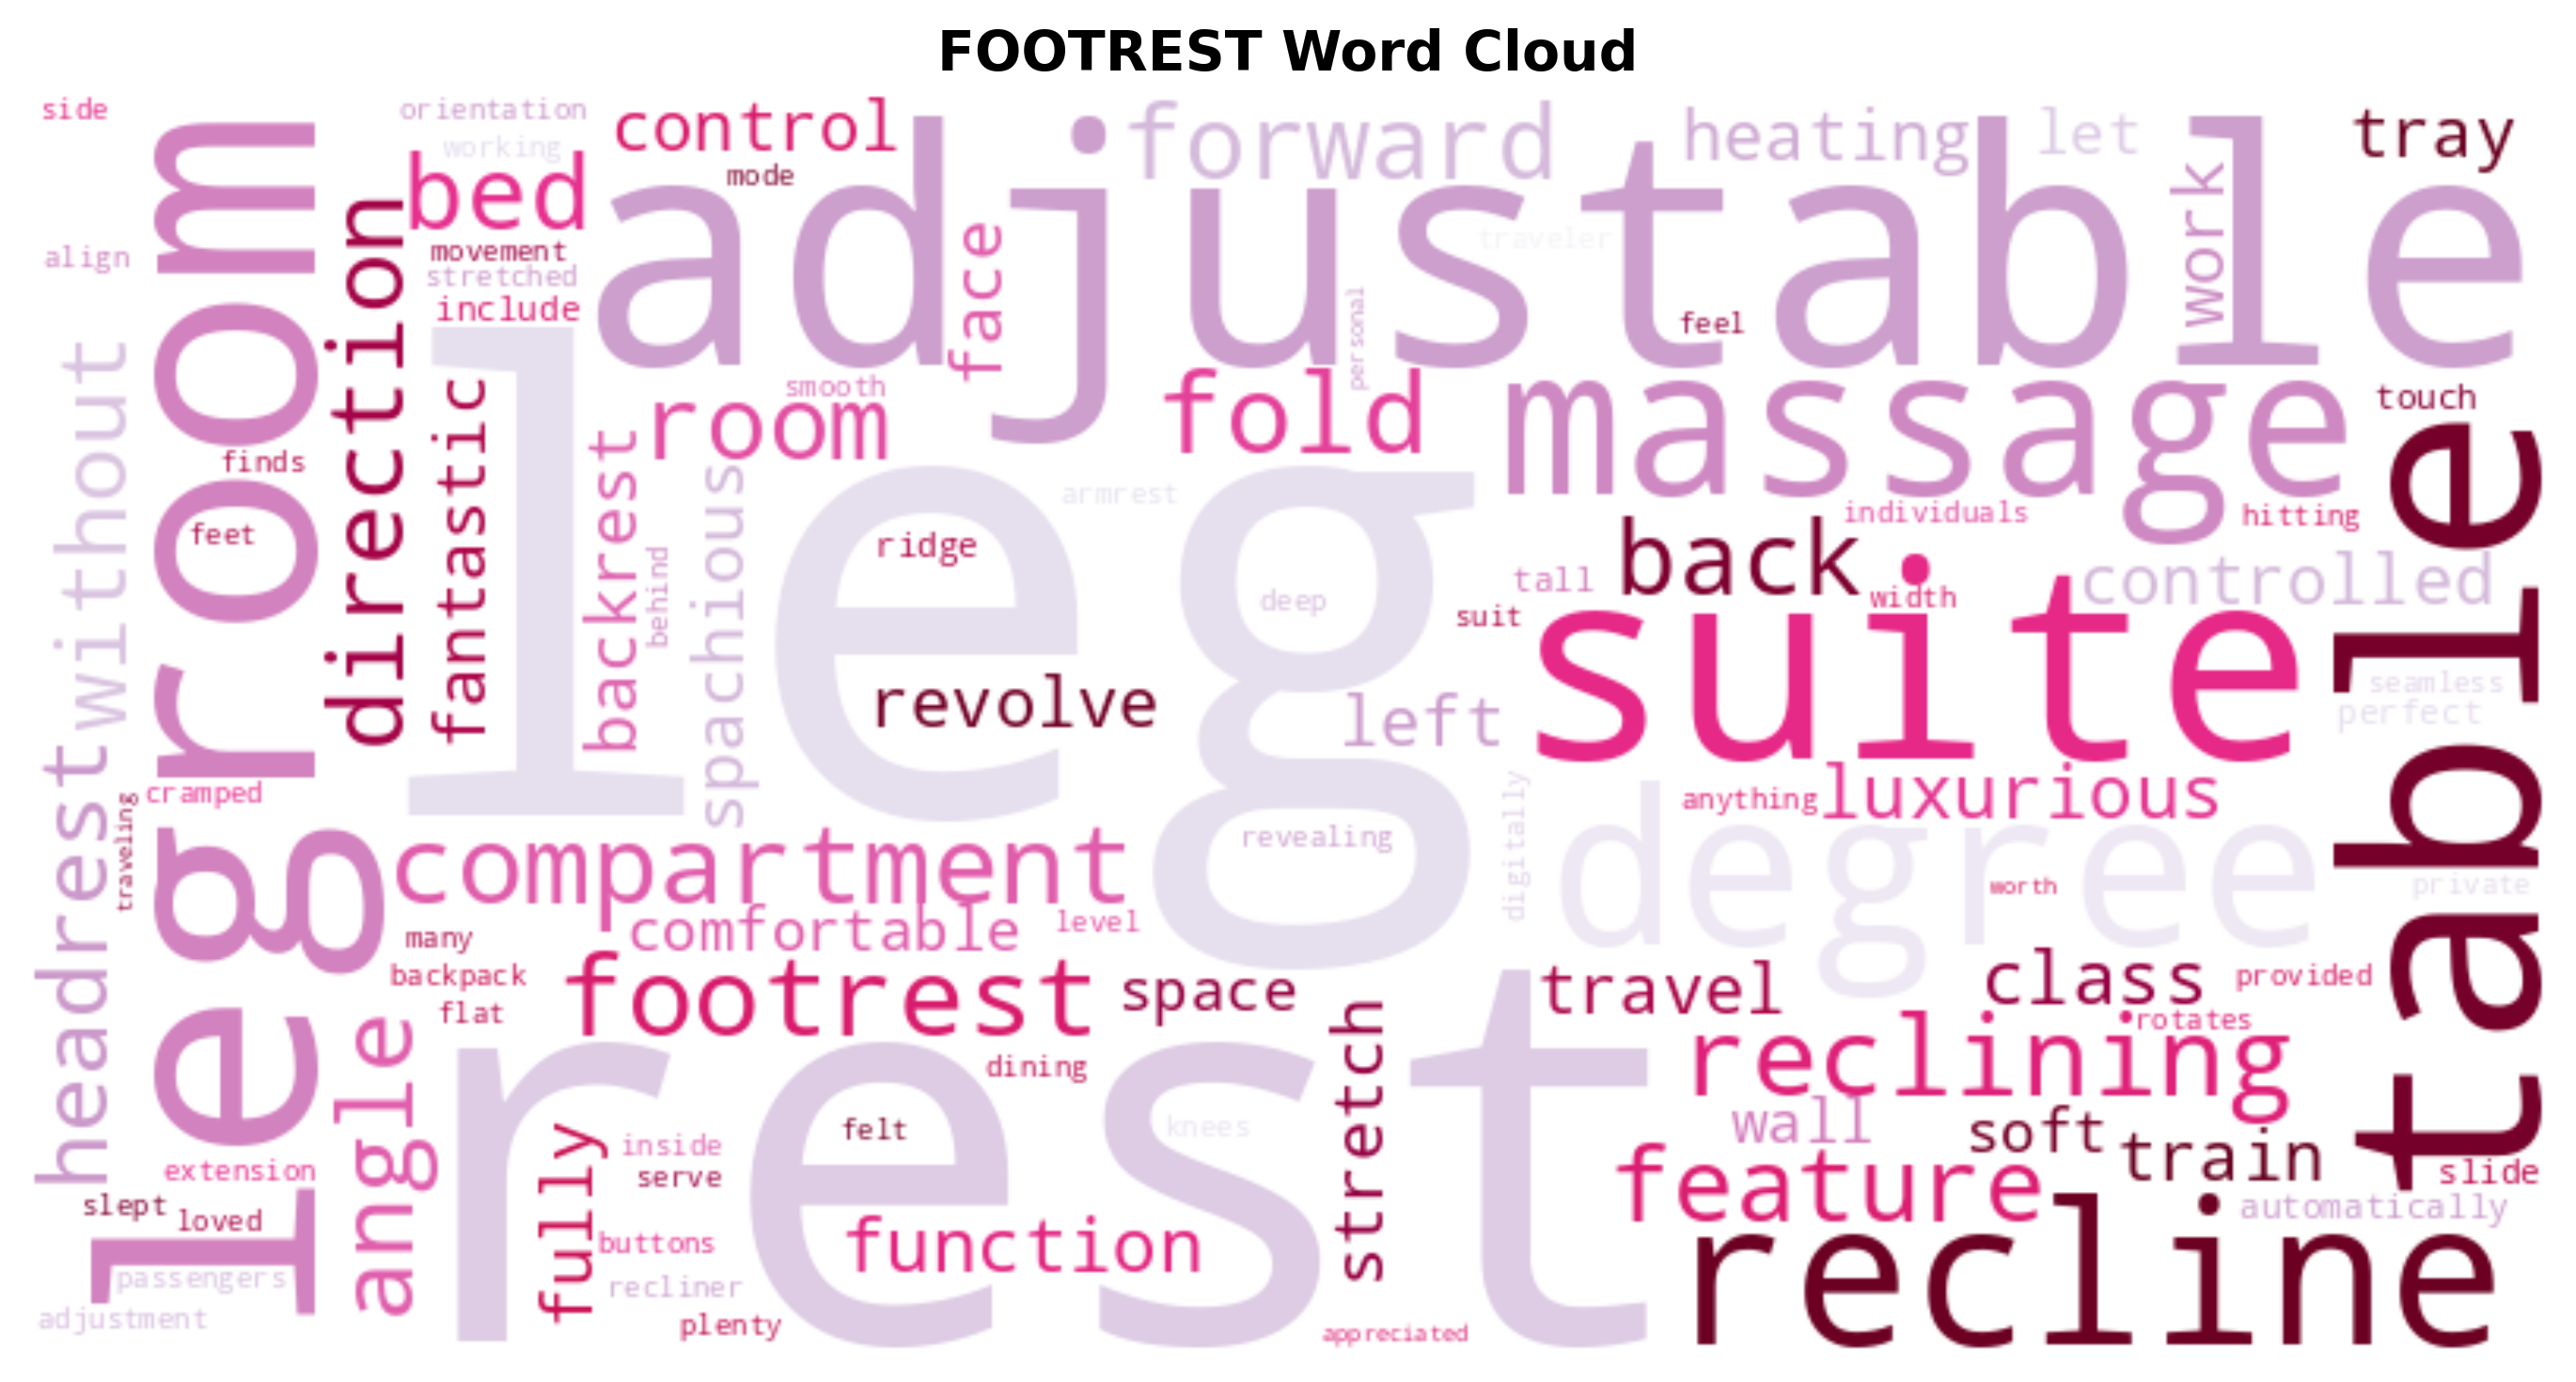 FOOTREST Word Cloud
side
orientation
control
forward
heating
let
tray
working
mode
bed
adjustable
work
movement
stretched
include
align
face
traveler
feel
personal
legroom
direction
without
fantastic
smooth
room
fold
massage
touch
finds
feet
backrest
behind
spachious
leg
armrest
ridge
deep
individuals
hitting
back
tall
width
controlled
suit
suite
table
revolve
left
seamless
perfect
headrest
traveling
cramped
anything
luxurious
digitally
degree
worth
private
compartment
revealing
comfortable
level
many
backpack
flat
footrest
space
travel
class
provided
rotates
reclining
angle
stretch
dining
rest
felt
knees
fully
inside
serve
wall
soft
train
feature
slide
extension
slept
loved
automatically
buttons
function
recline
passengers
recliner
adjustment
plenty
appreciated